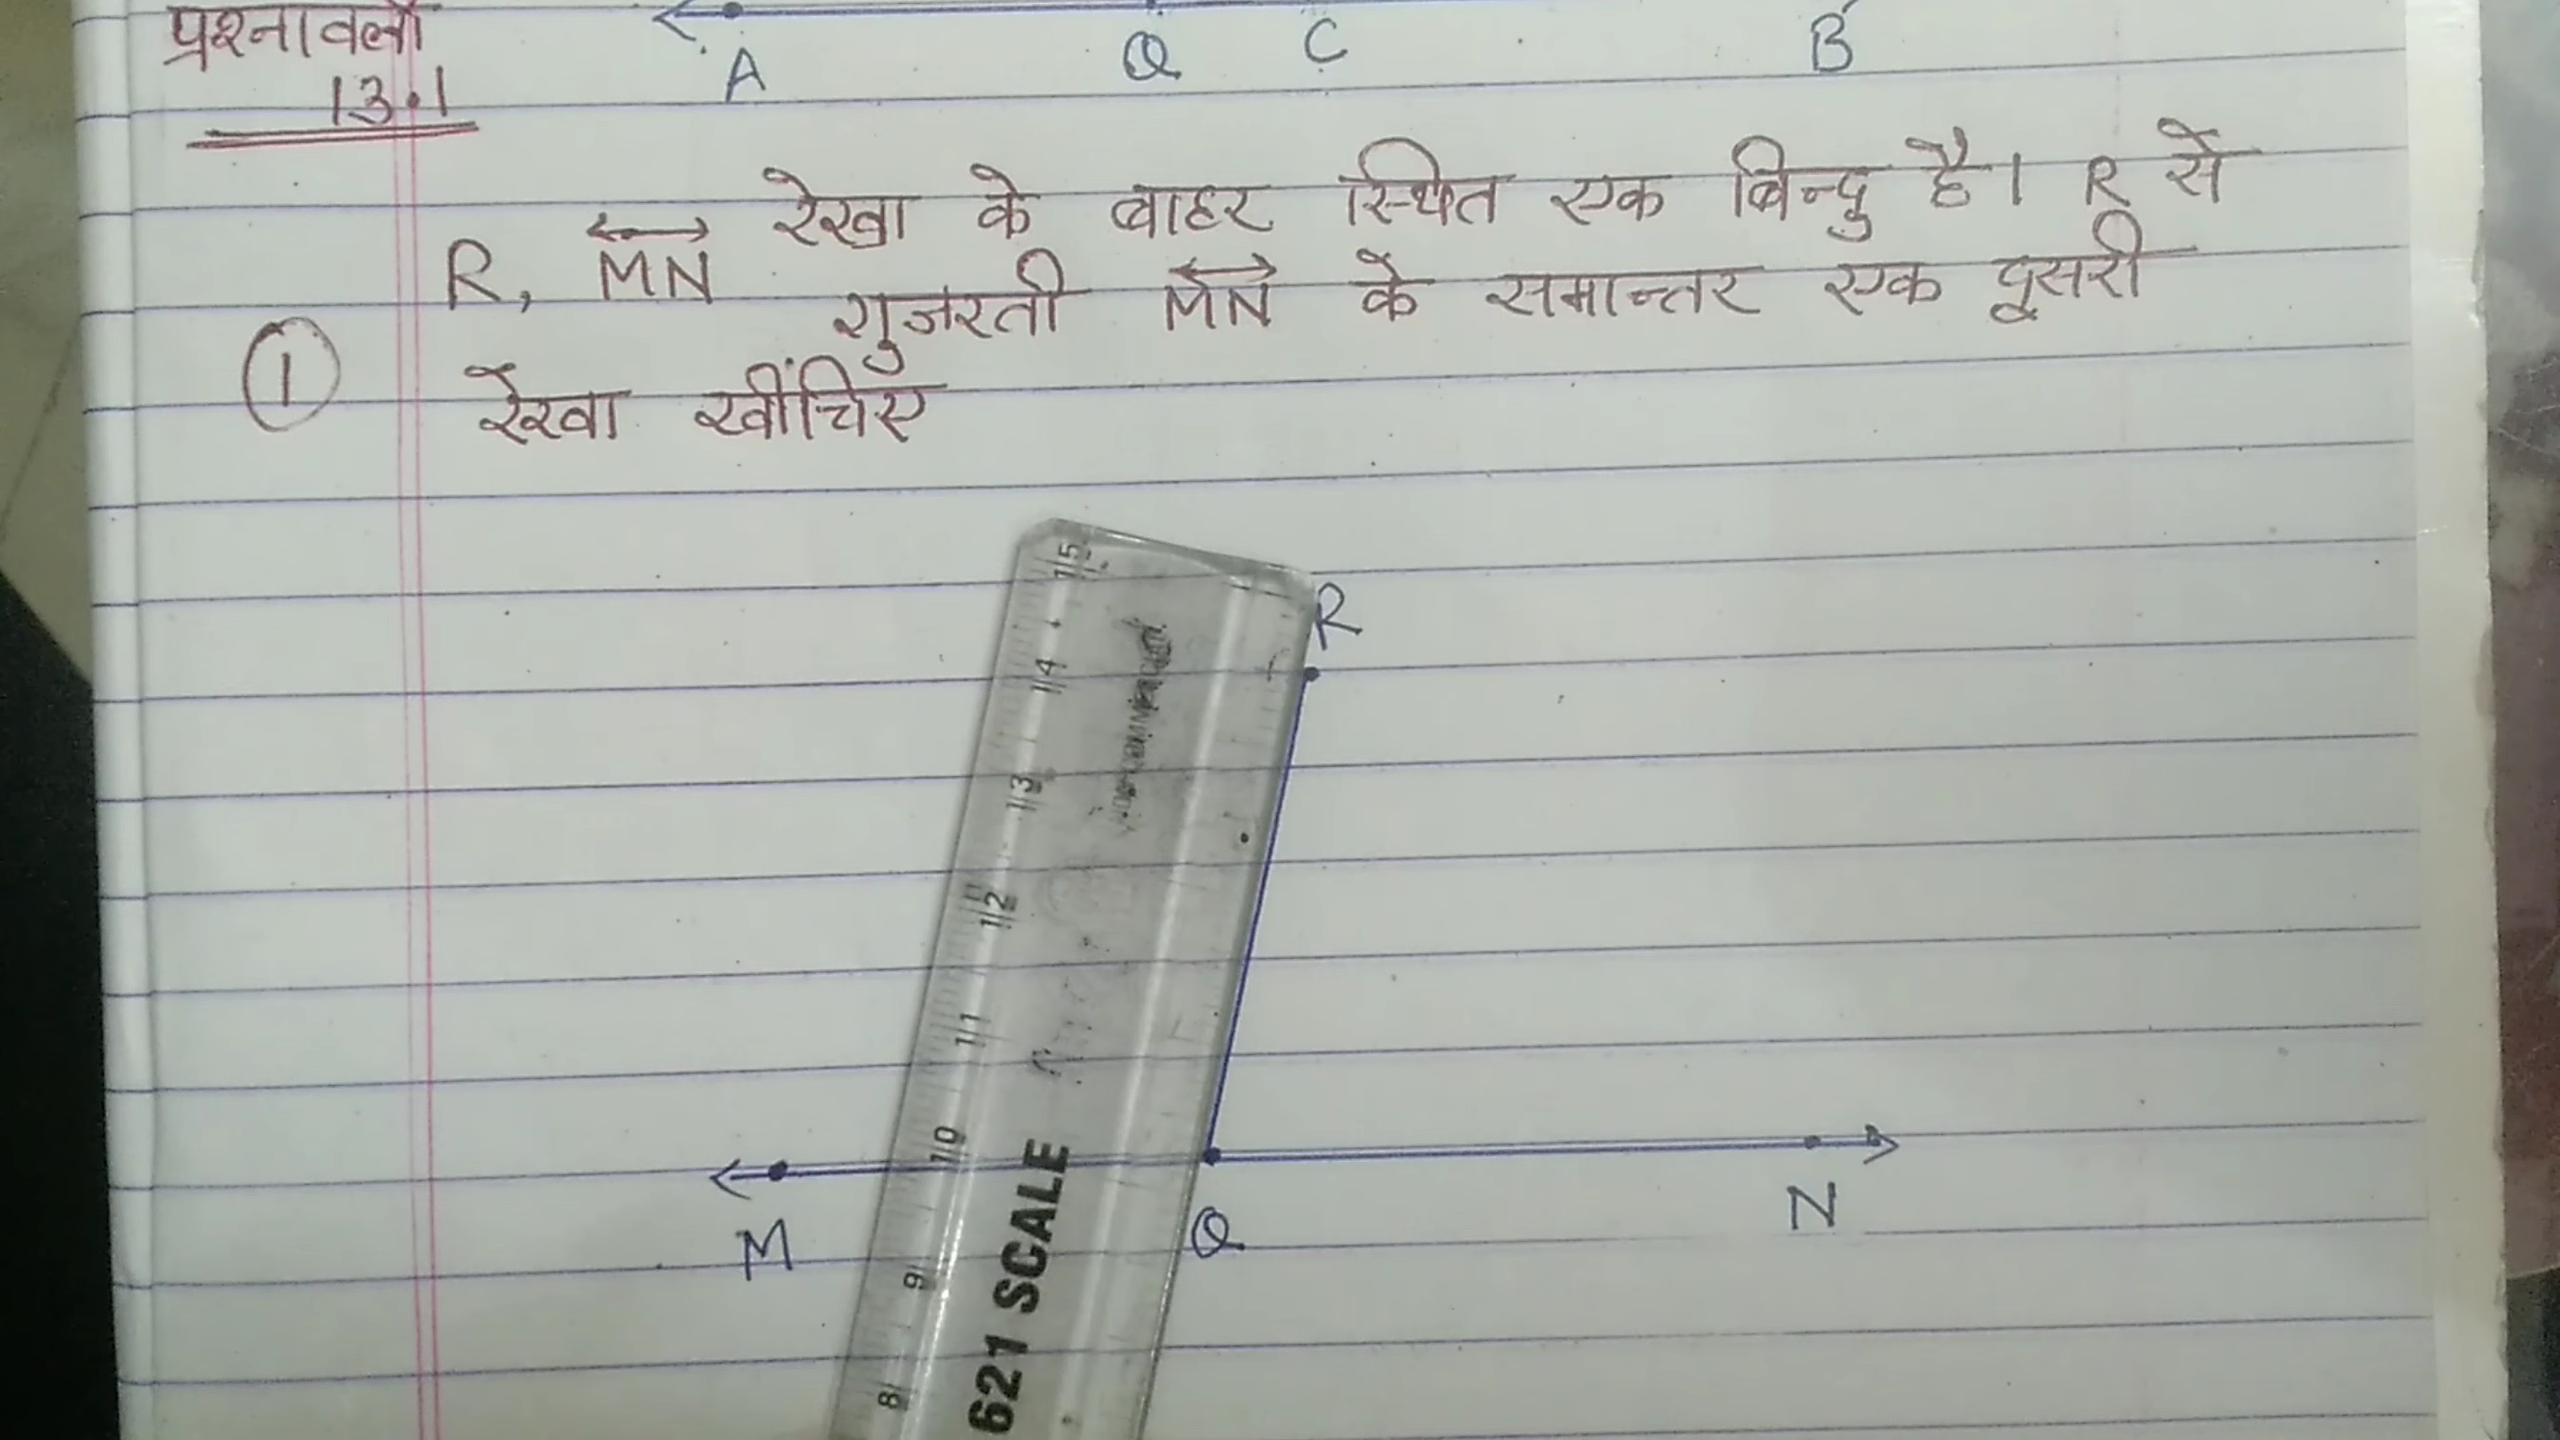 A Q C B
प्रश्नावली
13.1
R, MN रेखा के बाहर स्थित एक बिन्दु है। R से
① गुजरती MN के समान्तर एक दूसरी
रेखा खींचिए
R
M Q N
15
14
13
12
11
10
9
8
621 SCALE